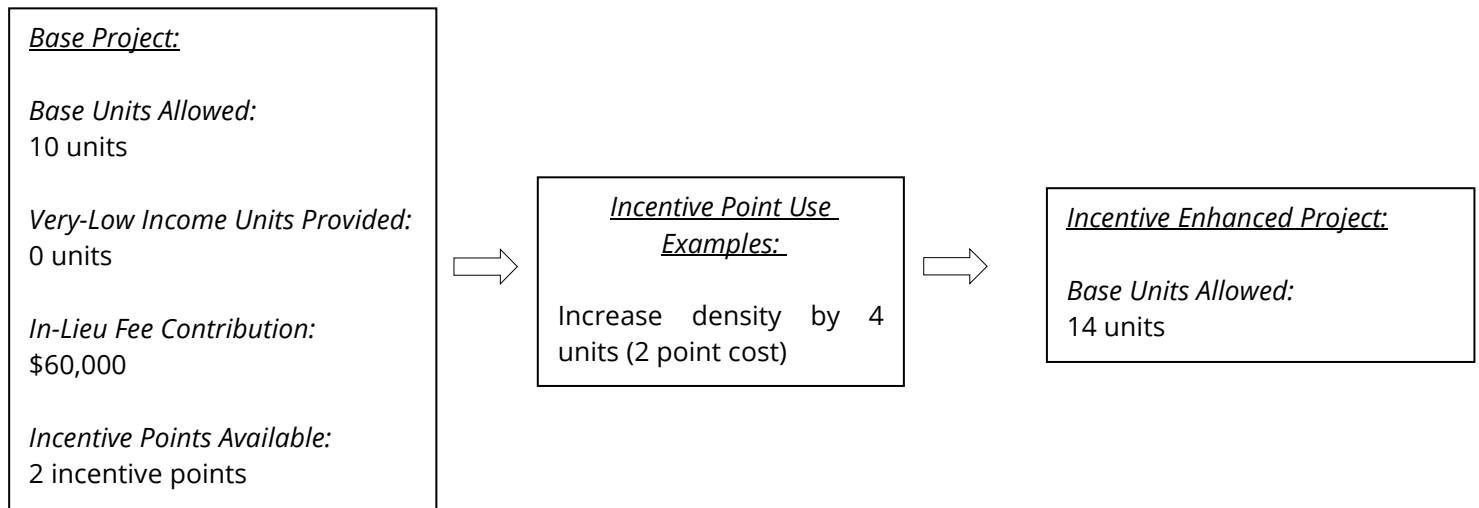 Base Project:
Base Units Allowed:
10 units
Very-Low Income Units Provided:
0 units
In-Lieu Fee Contribution:
$60,000
Incentive Points Available:
2 incentive points
Incentive Point Use
Examples:
Increase density by 4
units (2 point cost)
Incentive Enhanced Project:
Base Units Allowed:
14 units